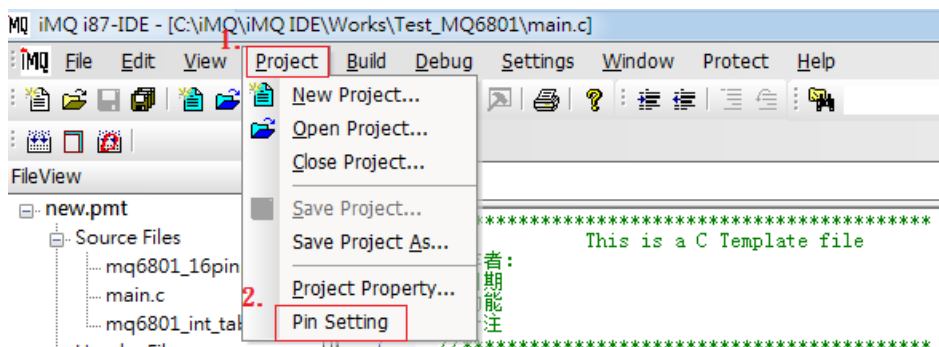 MQ iMQ i87-IDE - [C:\iMQ\iMQ IDE\Works\Test_MQ6801\main.c]
1.
iMQ File Edit View Project Build Debug Settings Window Protect Help
New Project...
Open Project...
Close Project...
FileView
new.pmt
Save Project...
****************************************
Source Files
Save Project As...
This is a C Template file
者:
mq6801_16pin
期
2.
Project Property...
能
main.c
Pin Setting
注
mq6801_int_tab